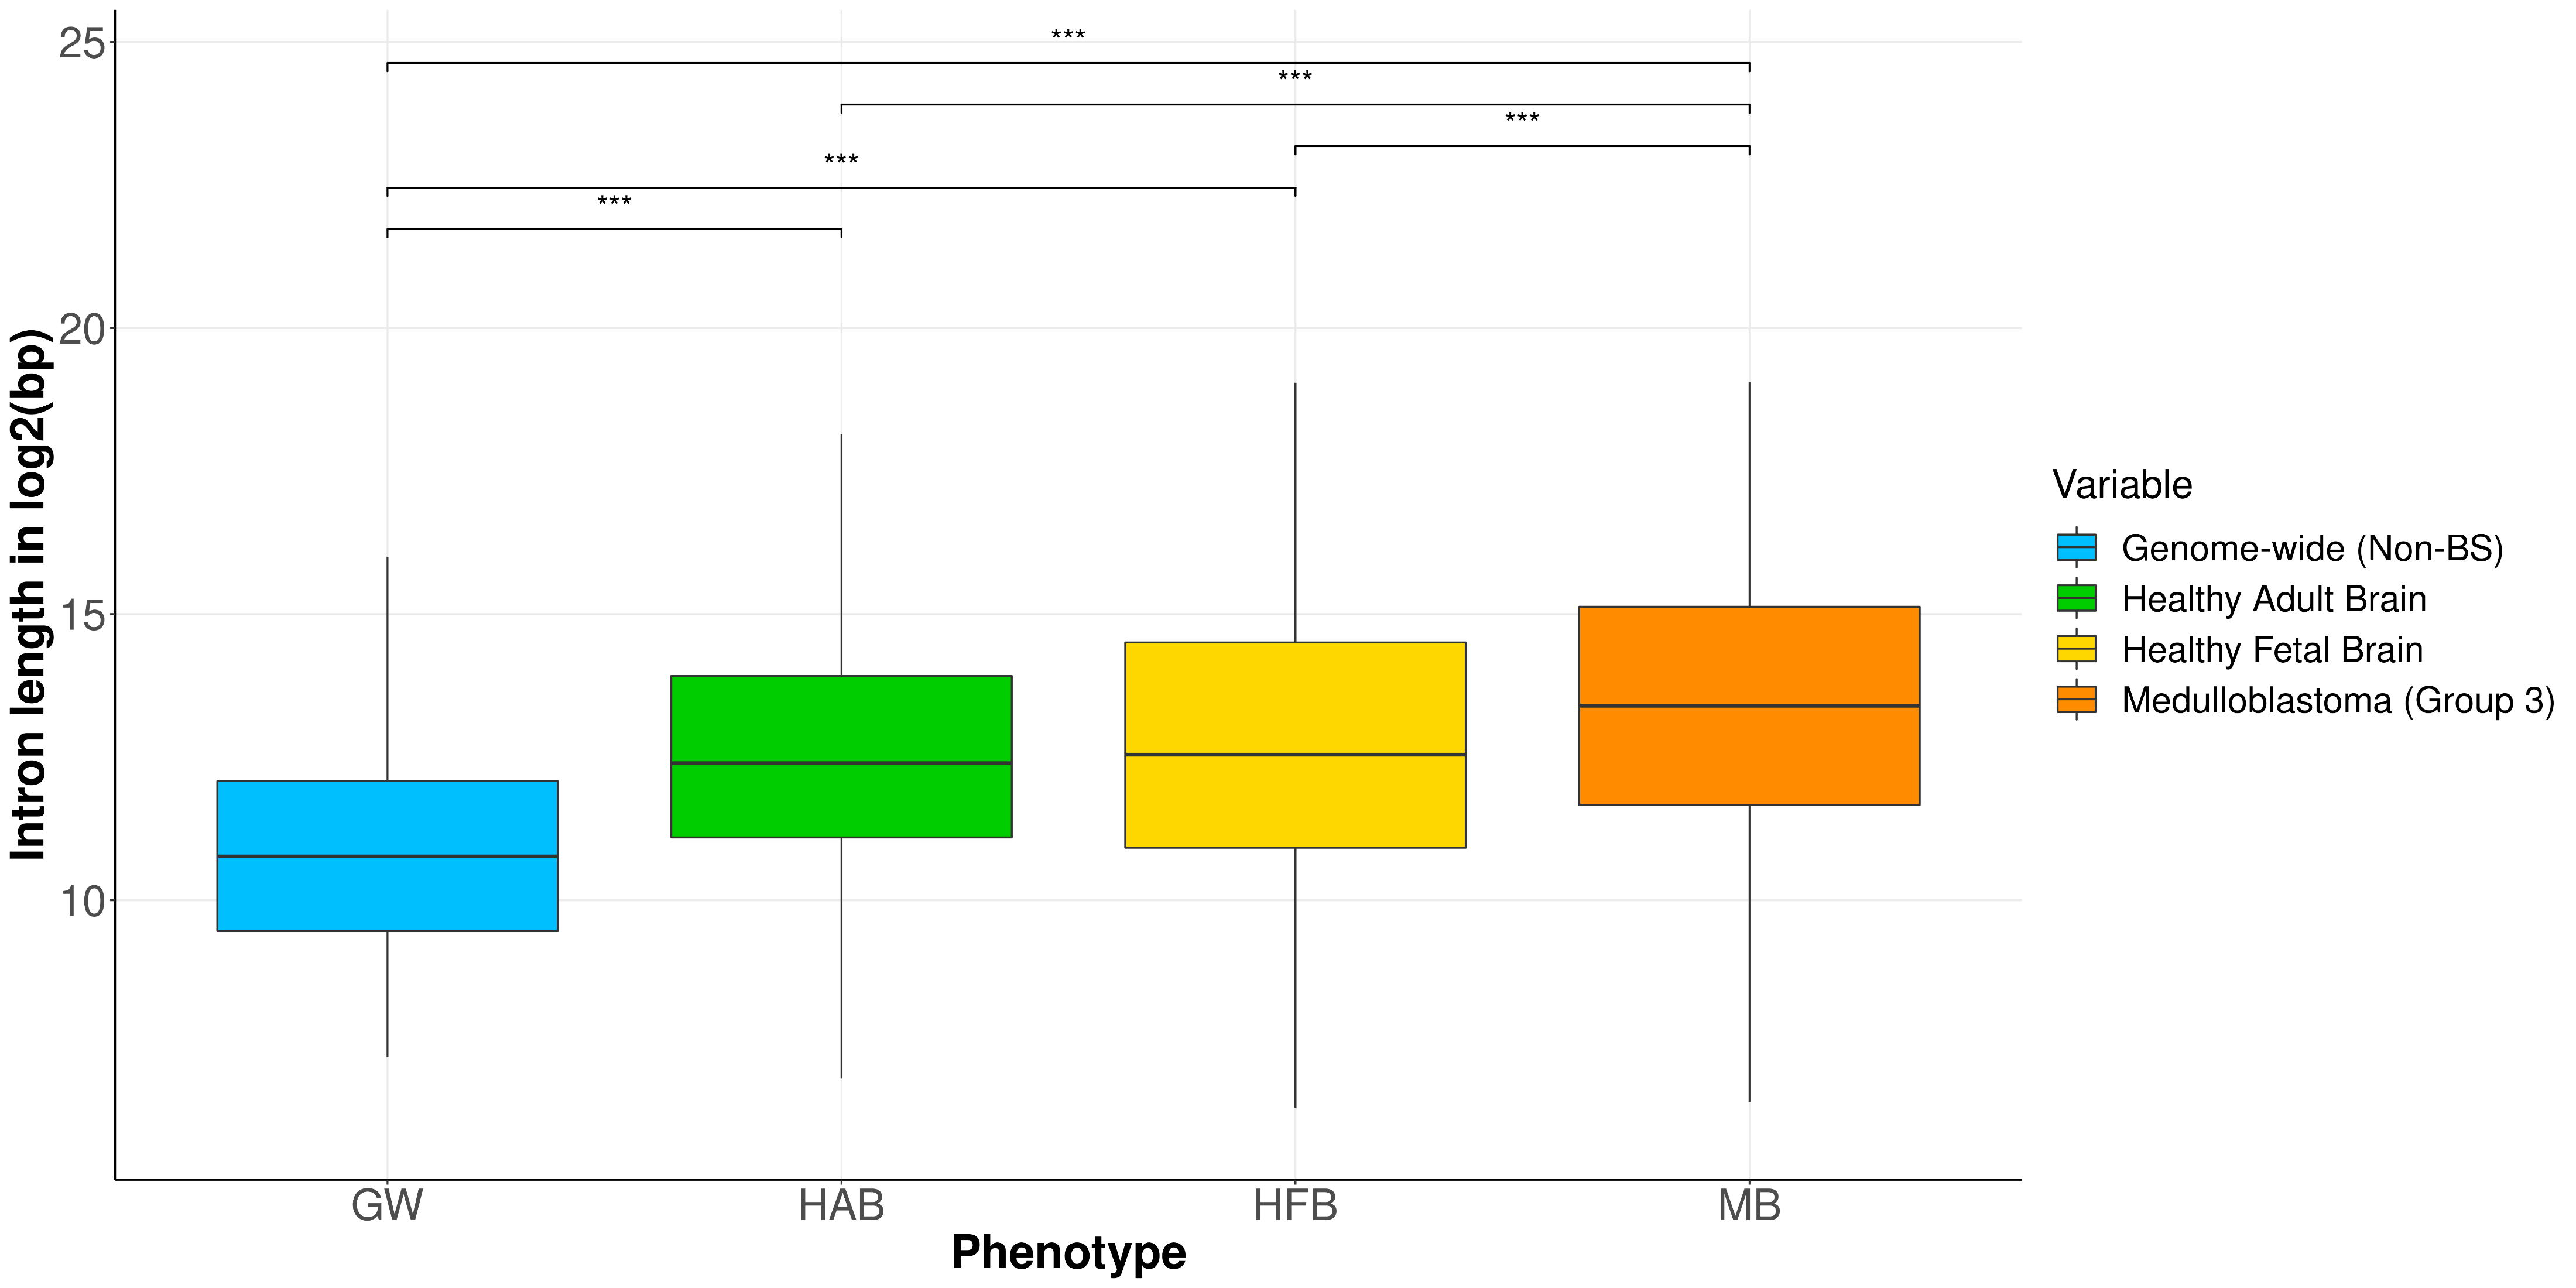 Intron length in log2(bp)
25
20
15
10
***
***
***
***
***
GW HAB HFB MB
Phenotype
Variable
Genome-wide (Non-BS)
Healthy Adult Brain
Healthy Fetal Brain
Medulloblastoma (Group 3)